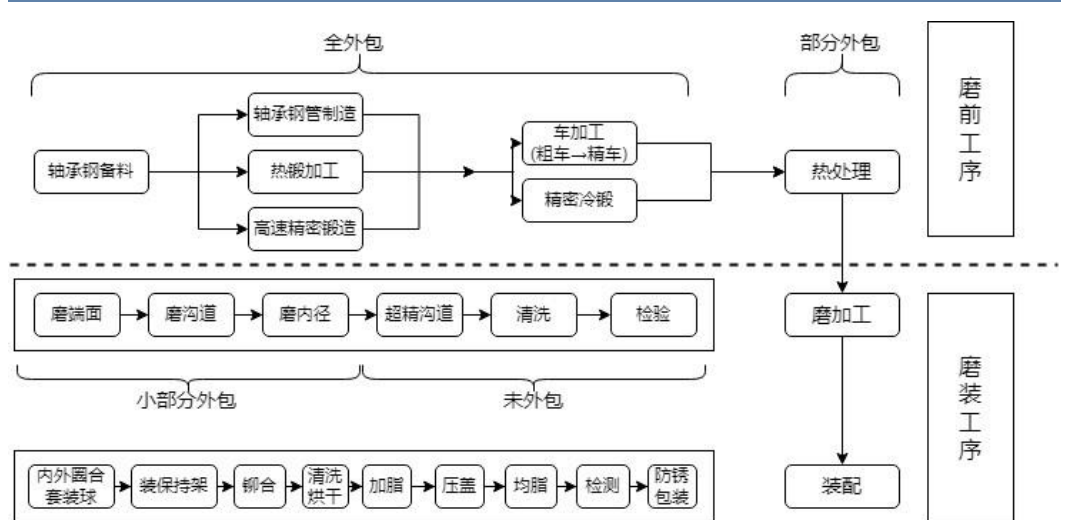 全外包
部分外包
磨前工序
轴承钢备料
轴承钢管制造
热锻加工
高速精密锻造
车加工
(粗车→精车)
精密冷锻
热处理
磨端面
磨沟道
磨内径
超精沟道
清洗
检验
磨加工
磨装工序
小部分外包
未外包
内外圈合
套装球
装保持架
铆合
清洗
烘干
加脂
压盖
均脂
检测
防锈
包装
装配